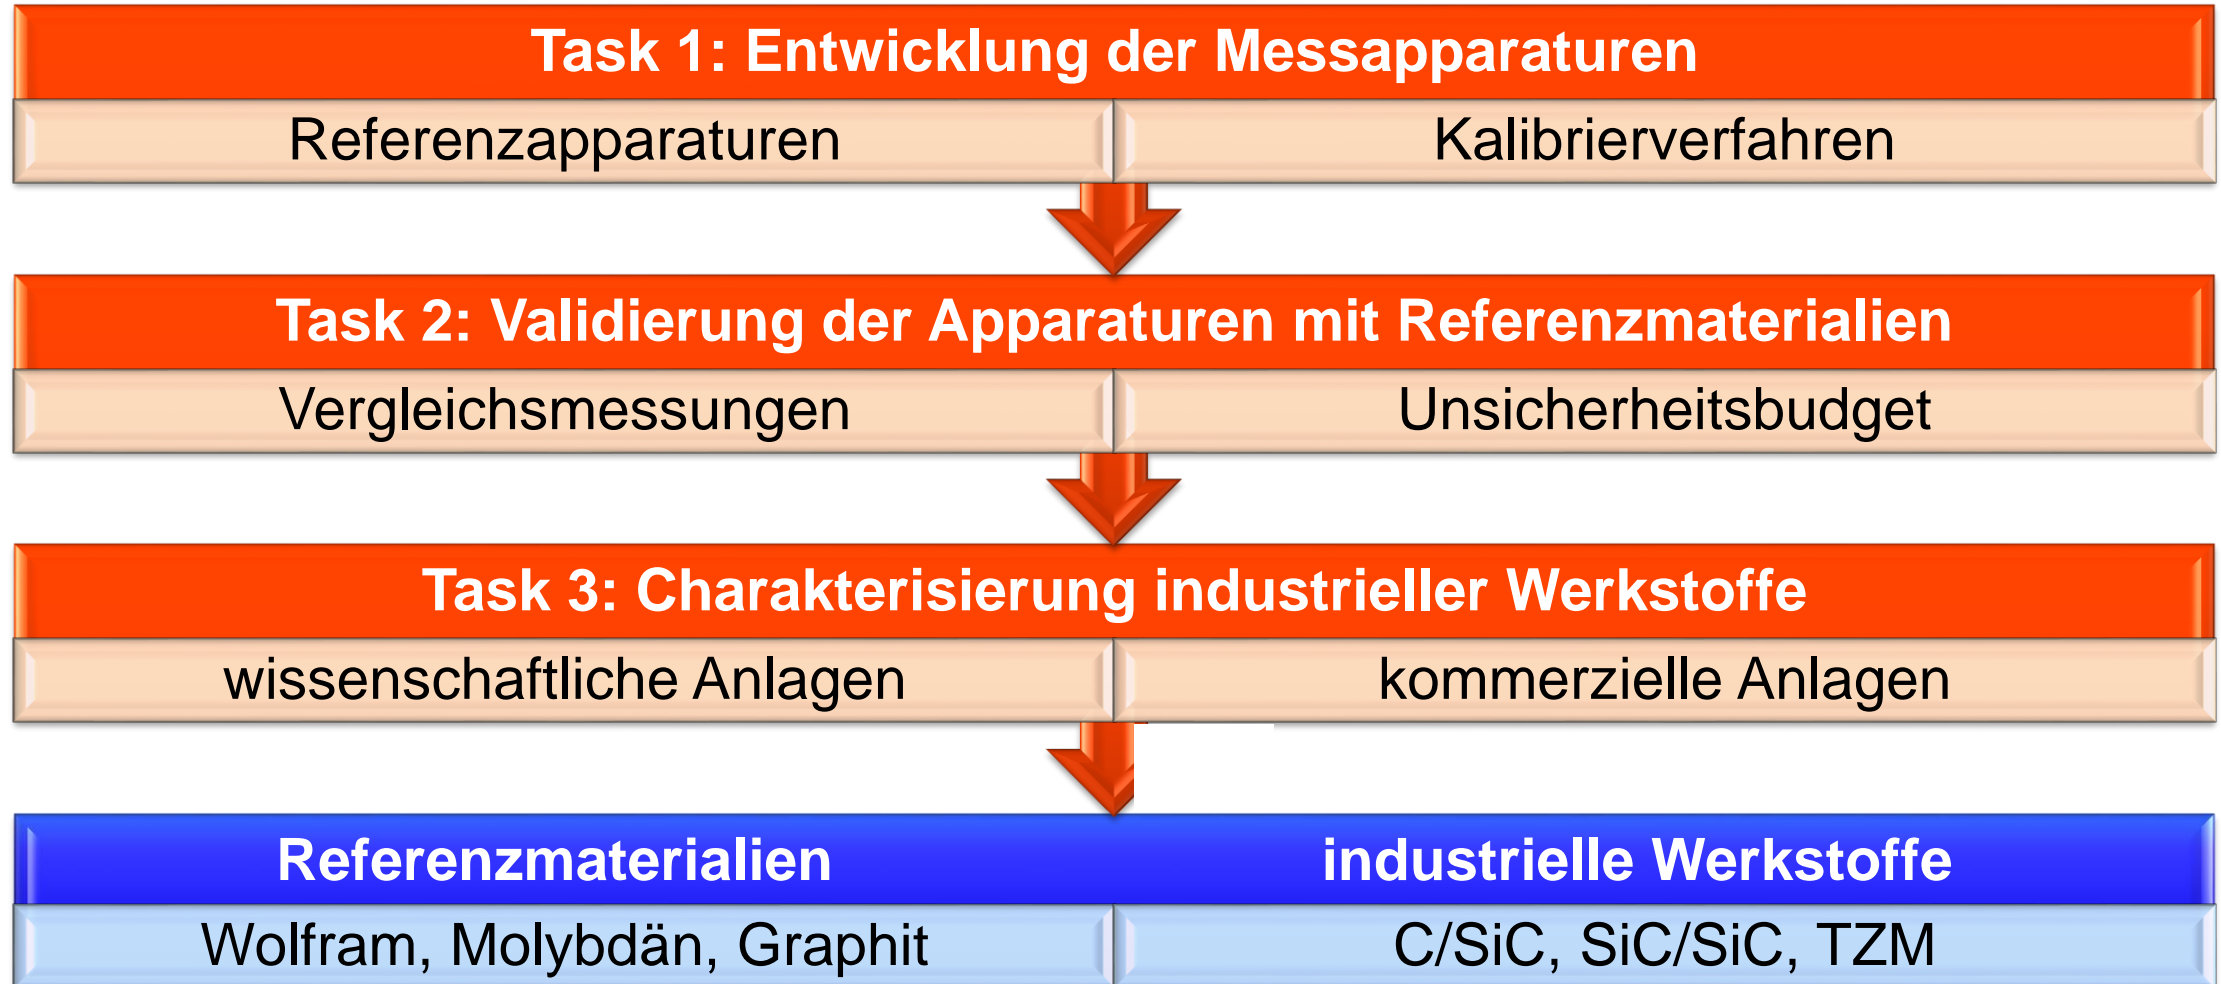 Task 1: Entwicklung der Messapparaturen
Referenzapparaturen
Kalibrierverfahren
Task 2: Validierung der Apparaturen mit Referenzmaterialien
Vergleichsmessungen
Unsicherheitsbudget
Task 3: Charakterisierung industrieller Werkstoffe
wissenschaftliche Anlagen
kommerzielle Anlagen
Referenzmaterialien
industrielle Werkstoffe
Wolfram, Molybdän, Graphit
C/SiC, SiC/SiC, TZM